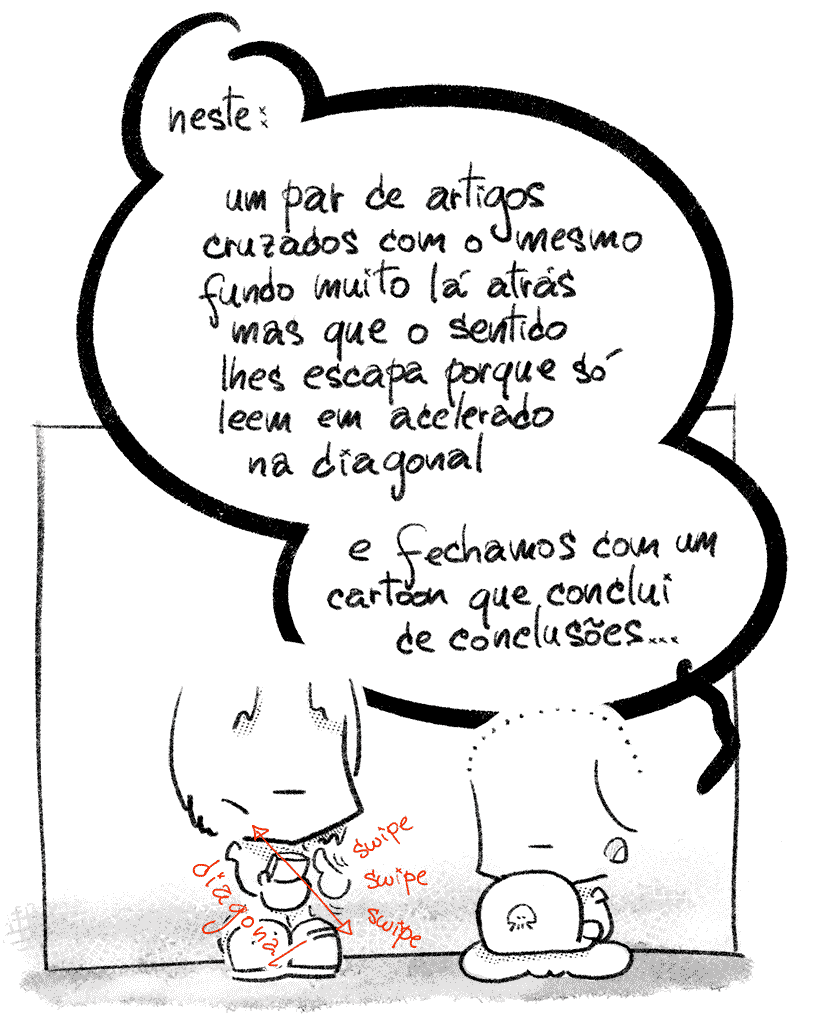 neste:
um par de artigos
cruzados com o mesmo
fundo muito lá atrás
mas que o sentido
lhes escapa porque só
leem em acelerado
na diagonal
e fechamos com um
cartoon que conclui
de conclusões...
swipe
swipe
swipe
diagonal